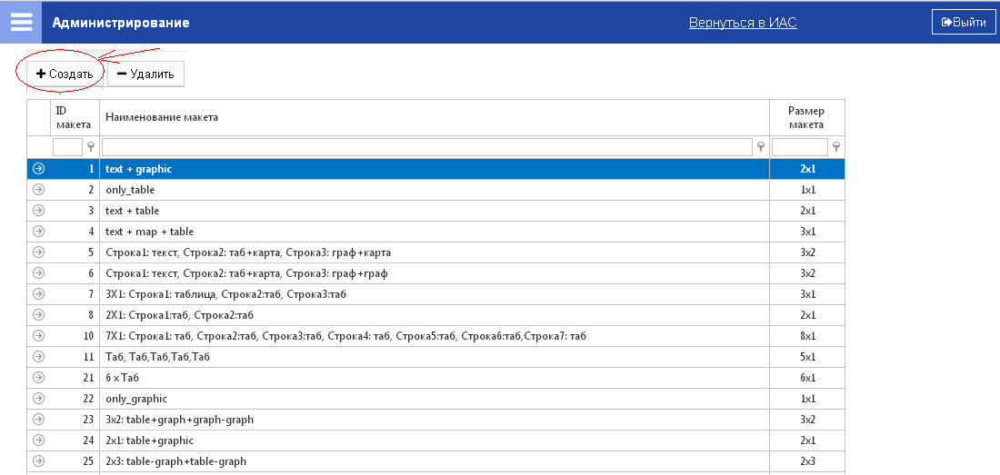 Администрирование Вернуться в ИАС Выйти
Создать Удалить
ID макета Наименование макета Размер макета
1 text + graphic 2x1
2 only_table 1x1
3 text + table 2x1
4 text + map + table 3x1
5 Строка1: текст, Строка2: таб+карта, Строка3: граф+карта 3x2
6 Строка1: текст, Строка2: таб+карта, Строка3: граф+граф 3x2
7 3X1: Строка1: таблица, Строка2:таб, Строка3:таб 3x1
8 2X1: Строка1:таб, Строка2:таб 2x1
10 7X1: Строка1: таб, Строка2:таб, Строка3:таб, Строка4: таб, Строка5:таб, Строка6:таб,Строка7: таб 8x1
11 Таб, Таб,Таб,Таб,Таб 5x1
21 6 x Таб 6x1
22 only_graphic 1x1
23 3x2: table+graph+graph-graph 3x2
24 2x1: table+graphic 2x1
25 2x3: table-graph+table-graph 2x3